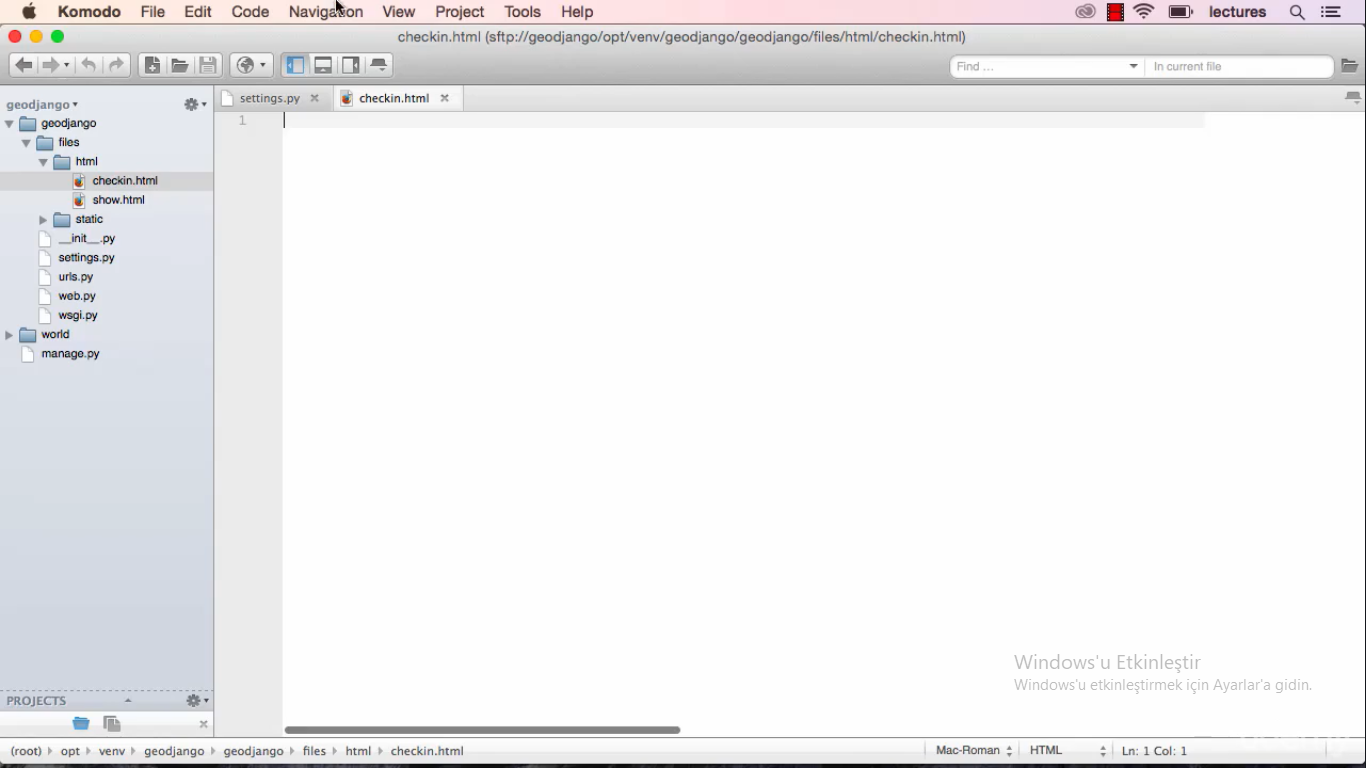 Komodo File Edit Code Navigation View Project Tools Help lectures
checkin.html (sftp://geodjango/opt/venv/geodjango/geodjango/files/html/checkin.html)
Find ... In current file
geodjango settings.py checkin.html
geodjango 1
files
html
checkin.html
show.html
static
__init__.py
settings.py
urls.py
web.py
wsgi.py
world
manage.py
Windows'u Etkinleştir
Windows'u etkinleştirmek için Ayarlar'a gidin.
PROJECTS
(root) opt venv geodjango geodjango files html checkin.html Mac-Roman HTML Ln: 1 Col: 1